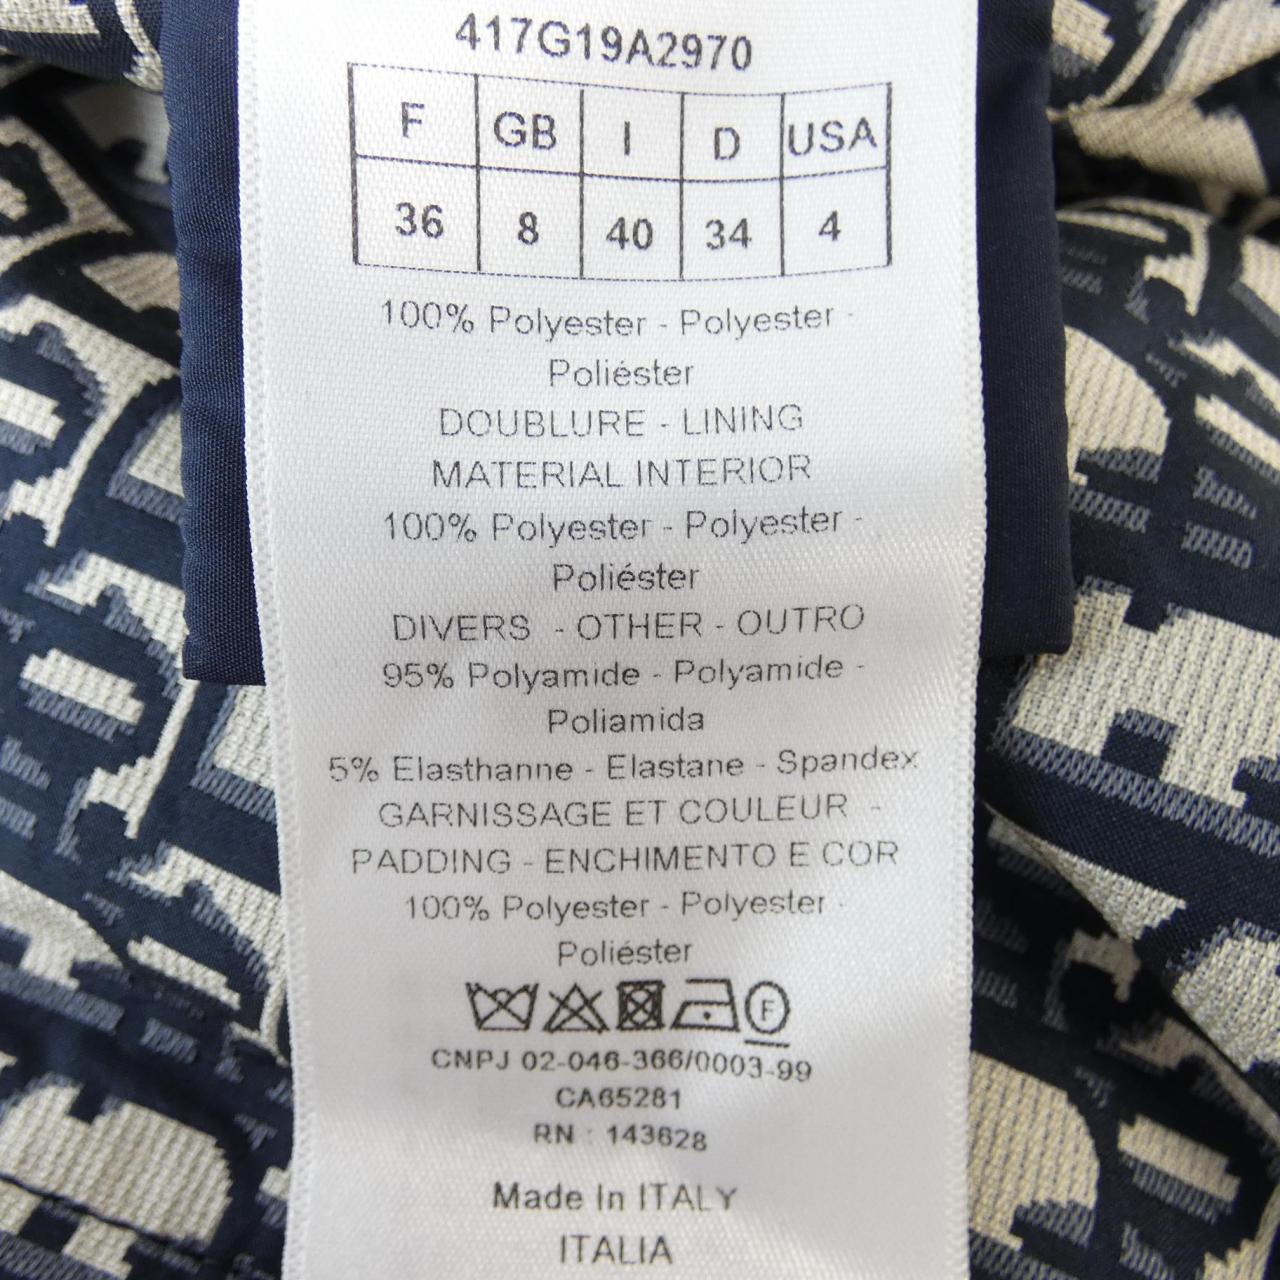 417G19A2970
F GB I D USA
36 8 40 34 4
100% Polyester - Polyester -
Poliéster
DOUBLURE - LINING
MATERIAL INTERIOR
100% Polyester - Polyester -
Poliéster
DIVERS - OTHER - OUTRO
95% Polyamide - Polyamide -
Poliamida
5% Elasthanne - Elastane - Spandex
GARNISSAGE ET COULEUR -
PADDING - ENCHIMENTO E COR
100% Polyester - Polyester -
Poliéster
F
CNPJ 02-046-366/0003-99
CA65281
RN : 143628
Made In ITALY
ITALIA